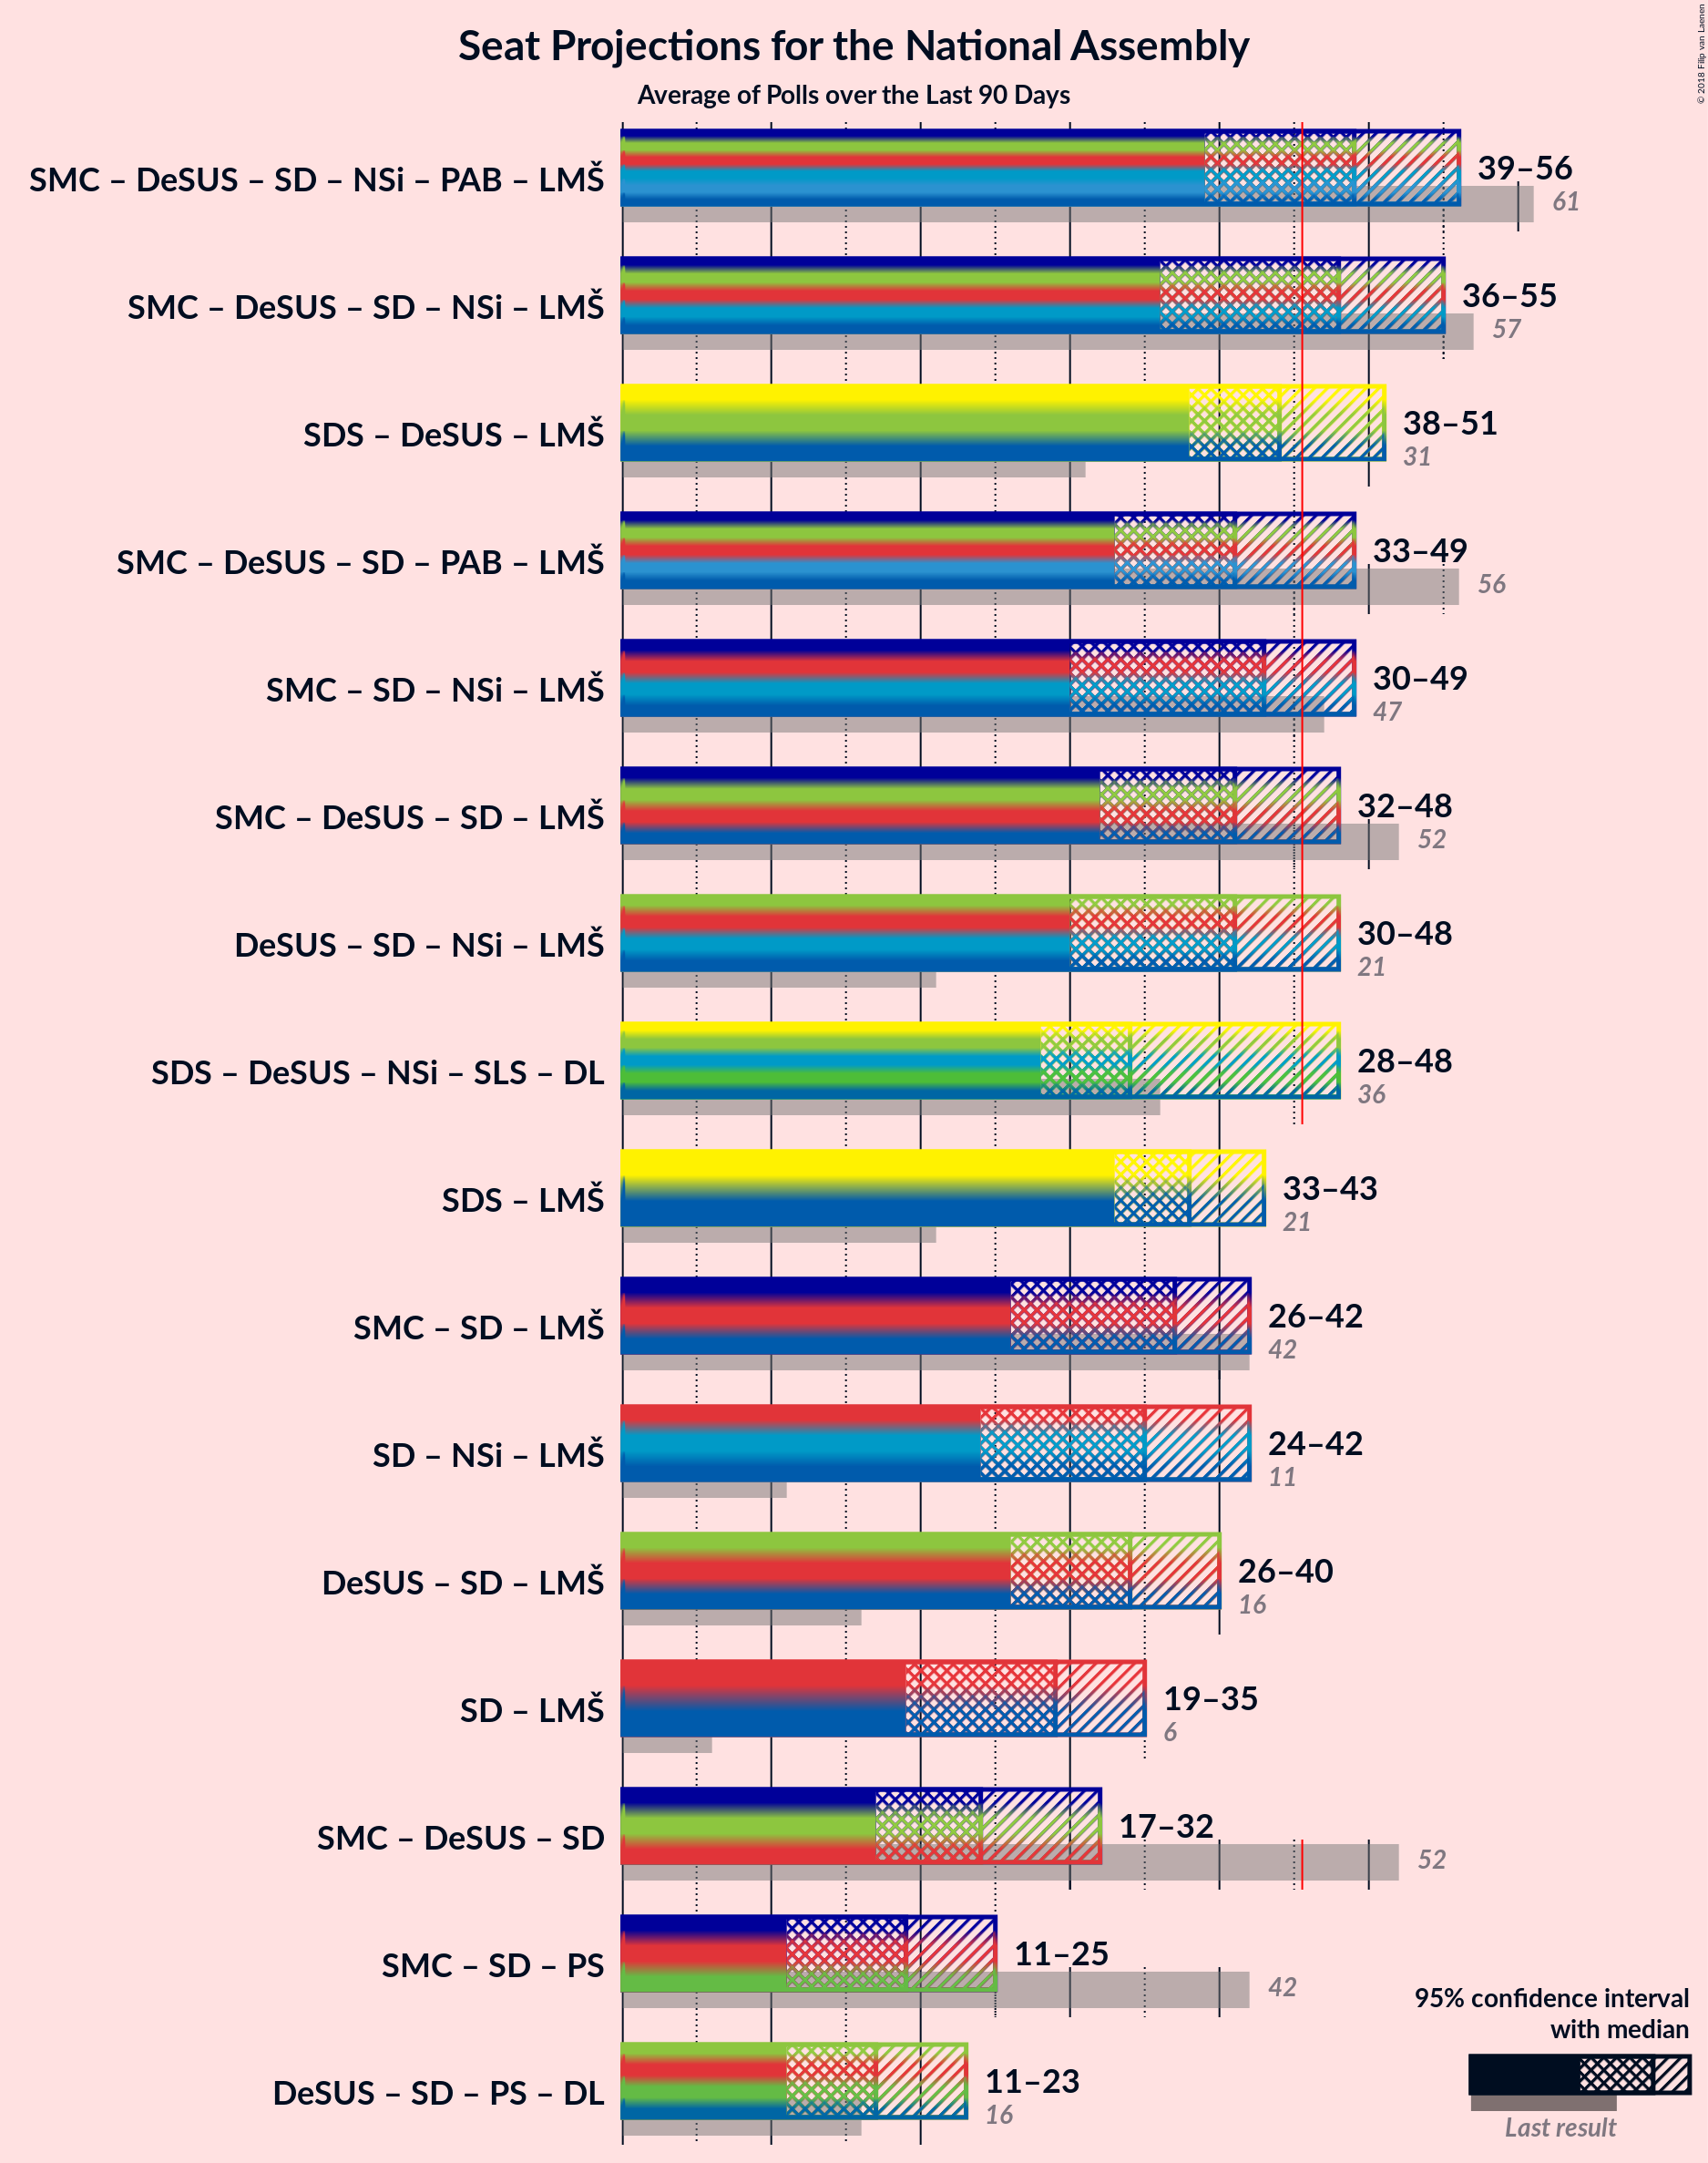 Seat Projections for the National Assembly
Average of Polls over the Last 90 Days
© 2018 Filip van Laenen
SMC – DeSUS – SD – NSi – PAB – LMŠ
39–56
61
SMC – DeSUS – SD – NSi – LMŠ
36–55
57
SDS – DeSUS – LMŠ
38–51
31
SMC – DeSUS – SD – PAB – LMŠ
33–49
56
SMC – SD – NSi – LMŠ
30–49
47
SMC – DeSUS – SD – LMŠ
32–48
52
DeSUS – SD – NSi – LMŠ
30–48
21
SDS – DeSUS – NSi – SLS – DL
28–48
36
SDS – LMŠ
33–43
21
SMC – SD – LMŠ
26–42
42
SD – NSi – LMŠ
24–42
11
DeSUS – SD – LMŠ
26–40
16
SD – LMŠ
19–35
6
SMC – DeSUS – SD
17–32
52
SMC – SD – PS
11–25
42
DeSUS – SD – PS – DL
11–23
16
95% confidence interval
with median
Last result